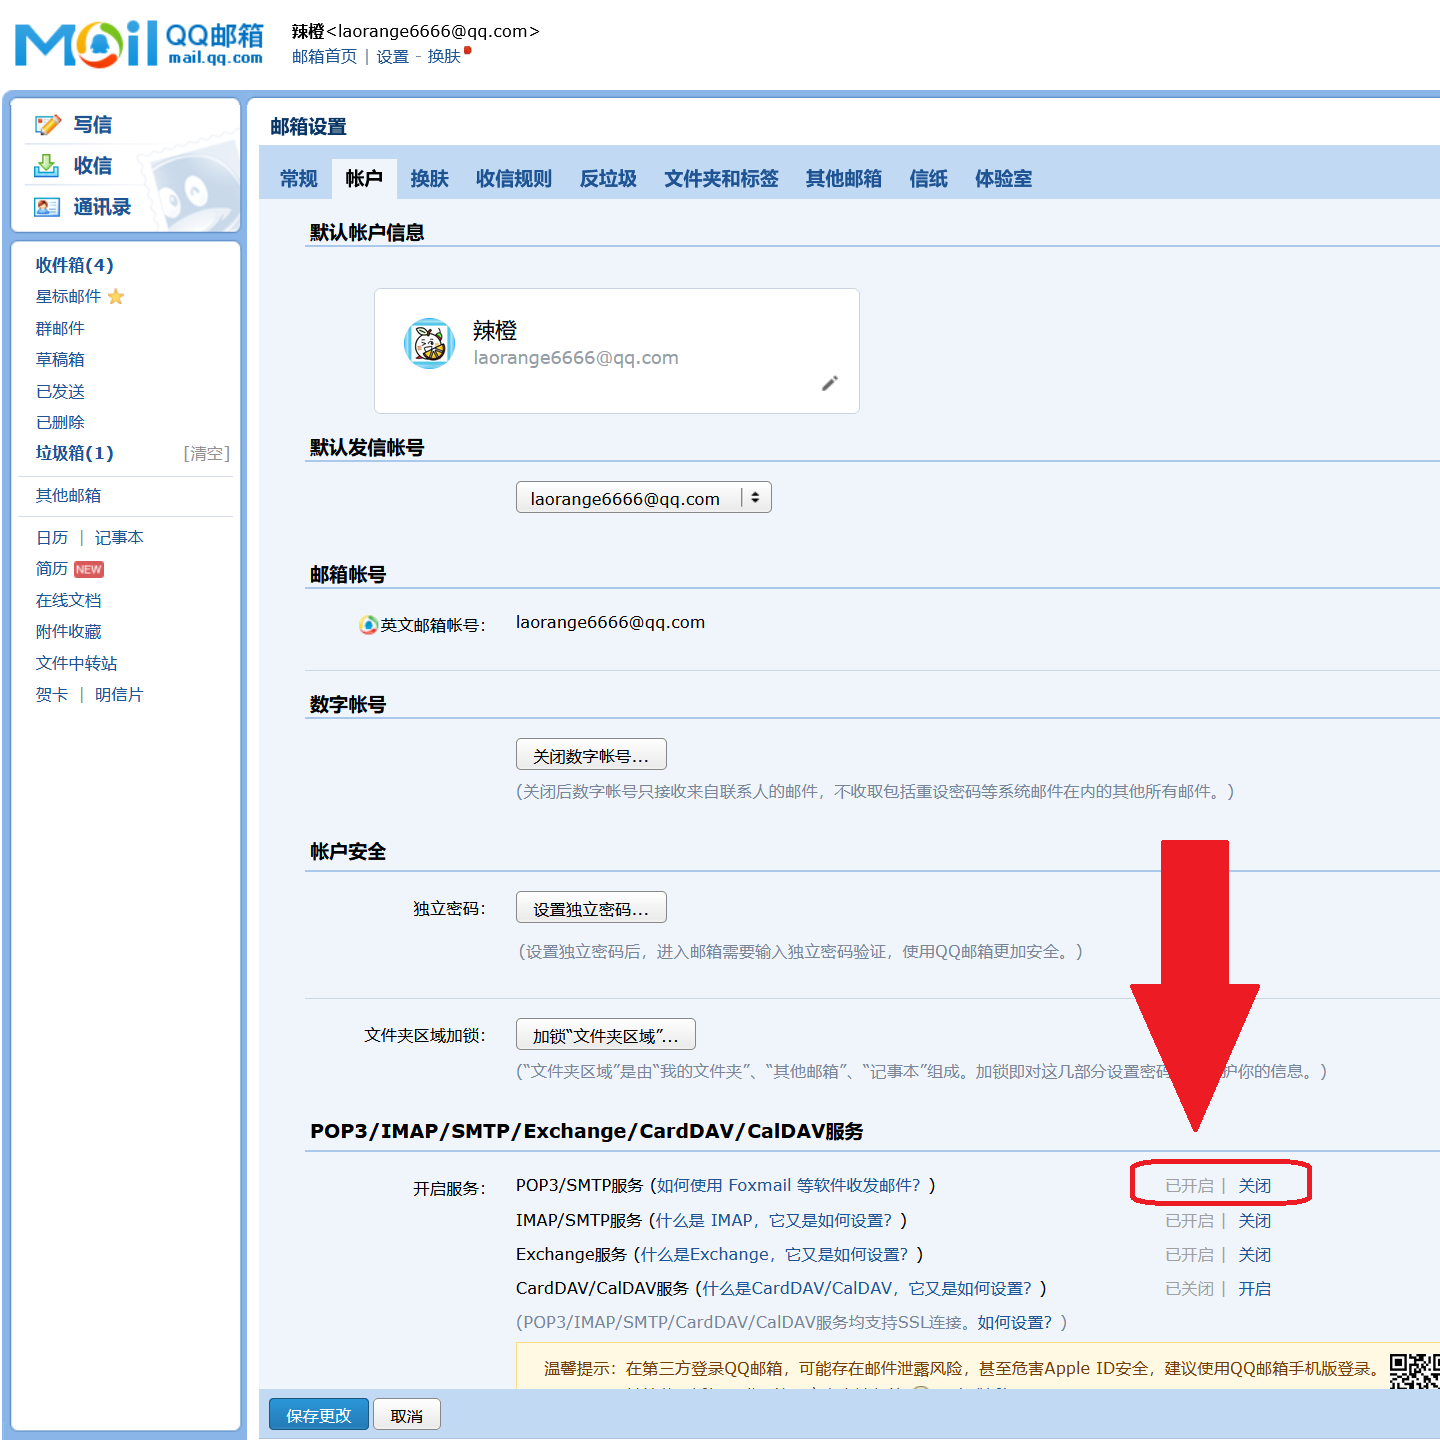 Mail QQ邮箱
mail.qq.com
辣橙<laorange6666@qq.com>
邮箱首页 | 设置 - 换肤
写信
收信
通讯录
收件箱(4)
星标邮件
群邮件
草稿箱
已发送
已删除
垃圾箱(1) [清空]
其他邮箱
日历 | 记事本
简历 NEW
在线文档
附件收藏
文件中转站
贺卡 | 明信片
邮箱设置
常规 帐户 换肤 收信规则 反垃圾 文件夹和标签 其他邮箱 信纸 体验室
默认帐户信息
辣橙
laorange6666@qq.com
默认发信帐号
laorange6666@qq.com
邮箱帐号
英文邮箱帐号： laorange6666@qq.com
数字帐号
关闭数字帐号...
(关闭后数字帐号只接收来自联系人的邮件，不收取包括重设密码等系统邮件在内的其他所有邮件。)
帐户安全
独立密码： 设置独立密码...
(设置独立密码后，进入邮箱需要输入独立密码验证，使用QQ邮箱更加安全。)
文件夹区域加锁： 加锁“文件夹区域”...
(“文件夹区域”是由“我的文件夹”、“其他邮箱”、“记事本”组成。加锁即对这几部分设置密码 护你的信息。)
POP3/IMAP/SMTP/Exchange/CardDAV/CalDAV服务
开启服务： POP3/SMTP服务 (如何使用 Foxmail 等软件收发邮件？) 已开启 | 关闭
IMAP/SMTP服务 (什么是 IMAP，它又是如何设置？) 已开启 | 关闭
Exchange服务 (什么是Exchange，它又是如何设置？) 已开启 | 关闭
CardDAV/CalDAV服务 (什么是CardDAV/CalDAV，它又是如何设置？) 已关闭 | 开启
(POP3/IMAP/SMTP/CardDAV/CalDAV服务均支持SSL连接。如何设置？)
温馨提示：在第三方登录QQ邮箱，可能存在邮件泄露风险，甚至危害Apple ID安全，建议使用QQ邮箱手机版登录。
保存更改 取消